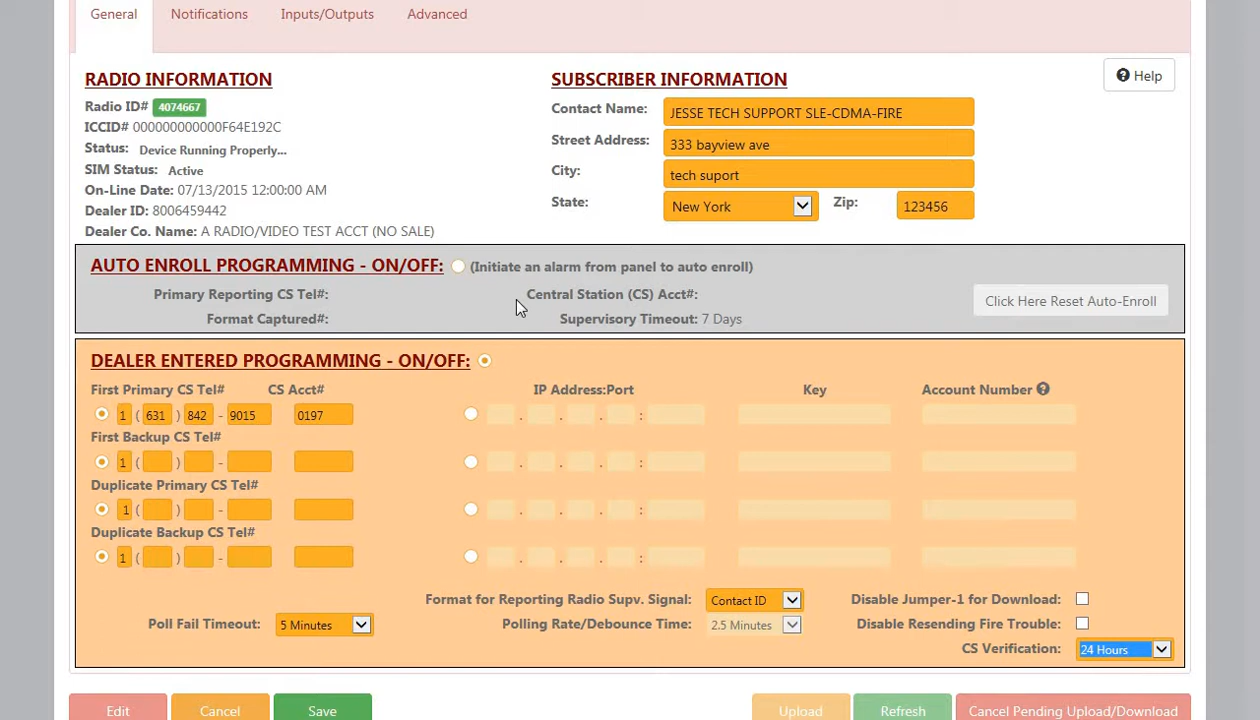 General Notifications Inputs/Outputs Advanced
RADIO INFORMATION
Radio ID# 4074667
ICCID# 000000000000F64E192C
Status: Device Running Properly...
SIM Status: Active
On-Line Date: 07/13/2015 12:00:00 AM
Dealer ID: 8006459442
Dealer Co. Name: A RADIO/VIDEO TEST ACCT (NO SALE)
SUBSCRIBER INFORMATION
Help
Contact Name: JESSE TECH SUPPORT SLE-CDMA-FIRE
Street Address: 333 bayview ave
City: tech suport
State: New York Zip: 123456
AUTO ENROLL PROGRAMMING - ON/OFF: (Initiate an alarm from panel to auto enroll)
Primary Reporting CS Tel#: Central Station (CS) Acct#:
Format Captured#: Supervisory Timeout: 7 Days
Click Here Reset Auto-Enroll
DEALER ENTERED PROGRAMMING - ON/OFF:
First Primary CS Tel# CS Acct# IP Address:Port Key Account Number
1 ( 631 ) 842 - 9015 0197 . . . :
First Backup CS Tel#
1 ( ) - . . . :
Duplicate Primary CS Tel#
1 ( ) - . . . :
Duplicate Backup CS Tel#
1 ( ) - . . . :
Format for Reporting Radio Supv. Signal: Contact ID Disable Jumper-1 for Download:
Poll Fail Timeout: 5 Minutes Polling Rate/Debounce Time: 2.5 Minutes Disable Resending Fire Trouble:
CS Verification: 24 Hours
Edit Cancel Save Upload Refresh Cancel Pending Upload/Download